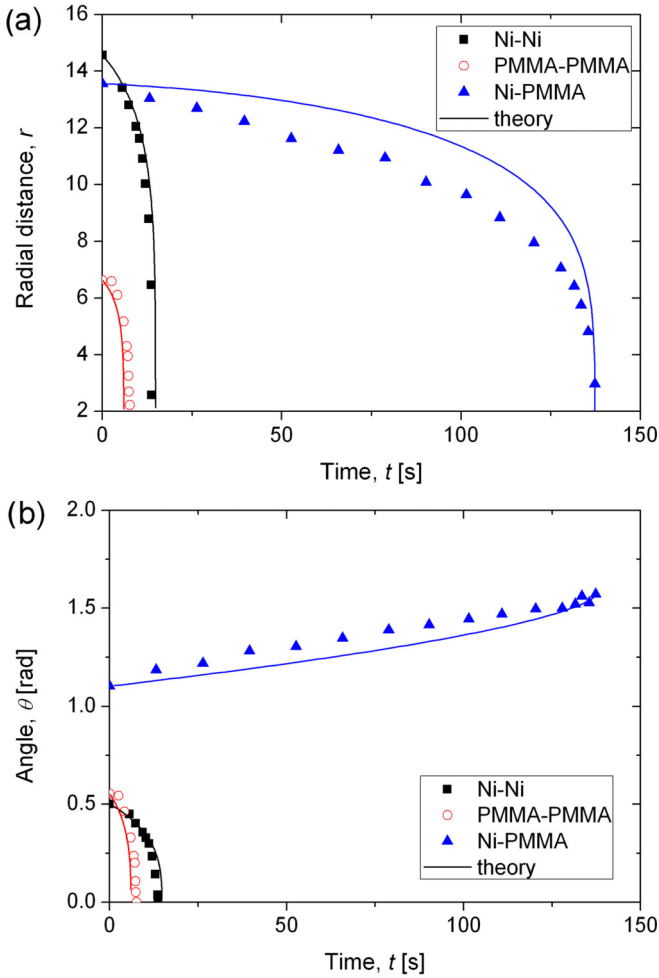 (a)
16
14
12
10
8
6
4
2
Radial distance, r
Ni-Ni
PMMA-PMMA
Ni-PMMA
theory
0
50
100
150
Time, t [s]
(b)
2.0
1.5
1.0
0.5
0.0
Angle, θ [rad]
Ni-Ni
PMMA-PMMA
Ni-PMMA
theory
0
50
100
150
Time, t [s]